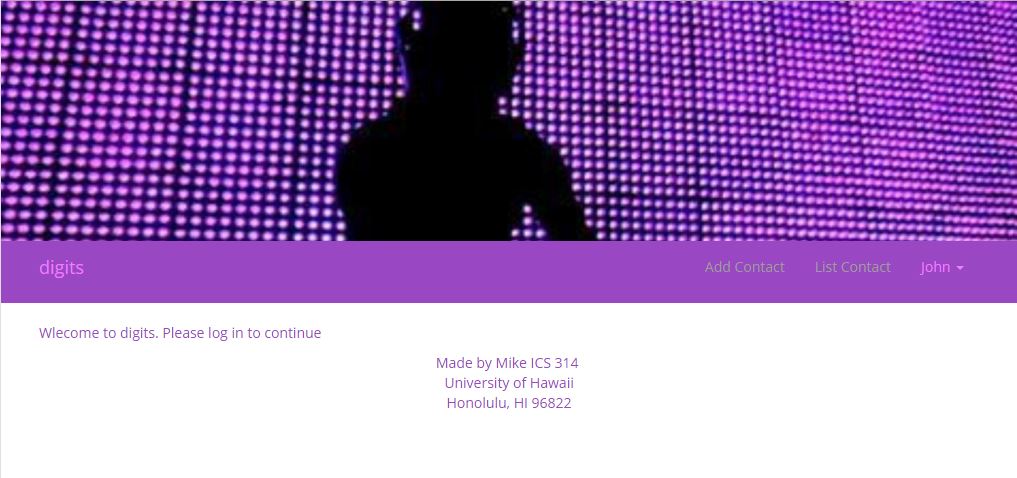 digits
Add Contact
List Contact
John
Wlecome to digits. Please log in to continue
Made by Mike ICS 314
University of Hawaii
Honolulu, HI 96822